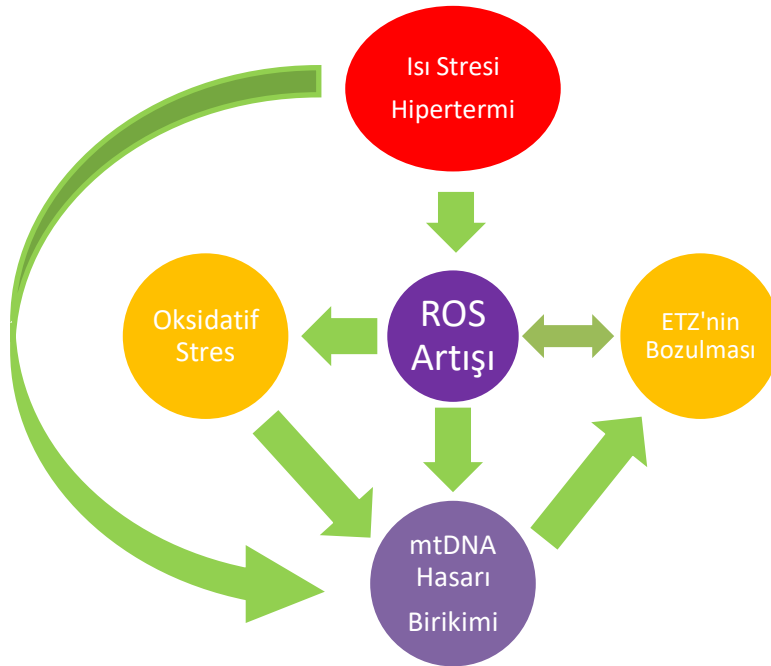 Isı Stresi
Hipertermi
Oksidatif
Stres
ROS
Artışı
ETZ'nin
Bozulması
mtDNA
Hasarı
Birikimi